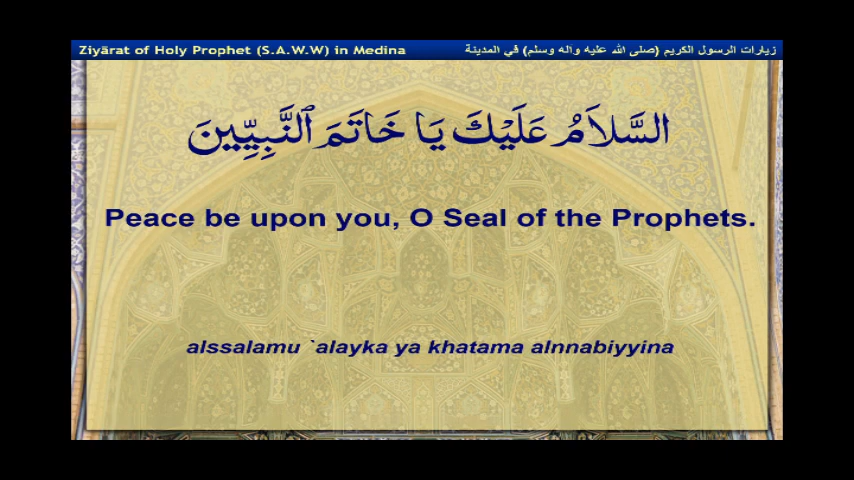 Ziyārat of Holy Prophet (S.A.W.W) in Medina
زيارات الرسول الكريم (صلى الله عليه واله وسلم) في المدينة
السَّلاَمُ عَلَيْكَ يَا خَاتَمَ ٱلنَّبِيِّينَ
Peace be upon you, O Seal of the Prophets.
alssalamu `alayka ya khatama alnnabiyyina